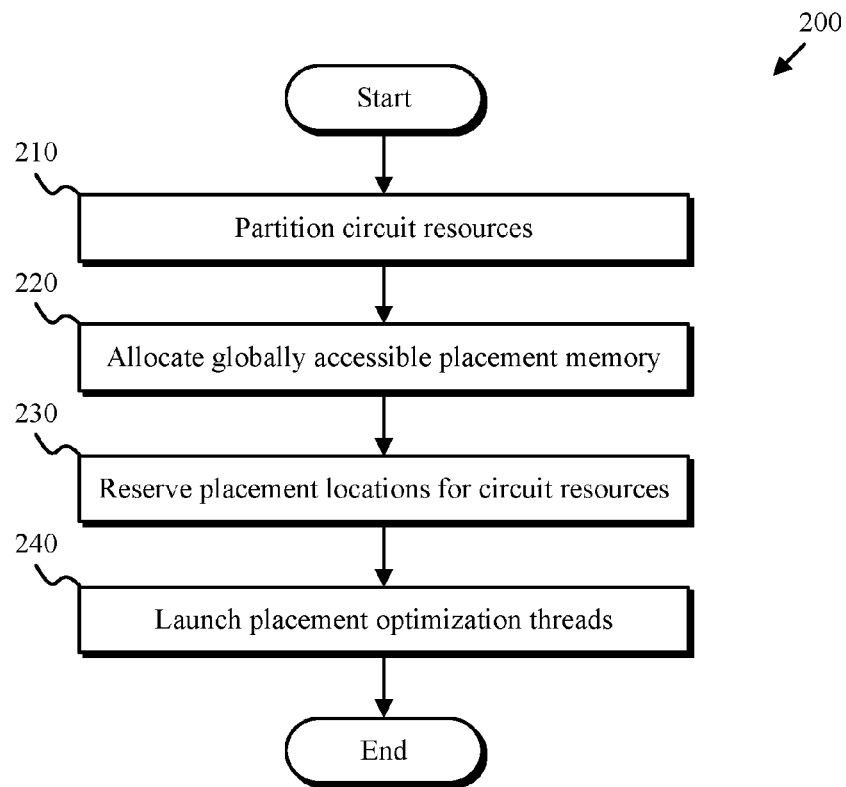 200
Start
210
Partition circuit resources
220
Allocate globally accessible placement memory
230
Reserve placement locations for circuit resources
240
Launch placement optimization threads
End